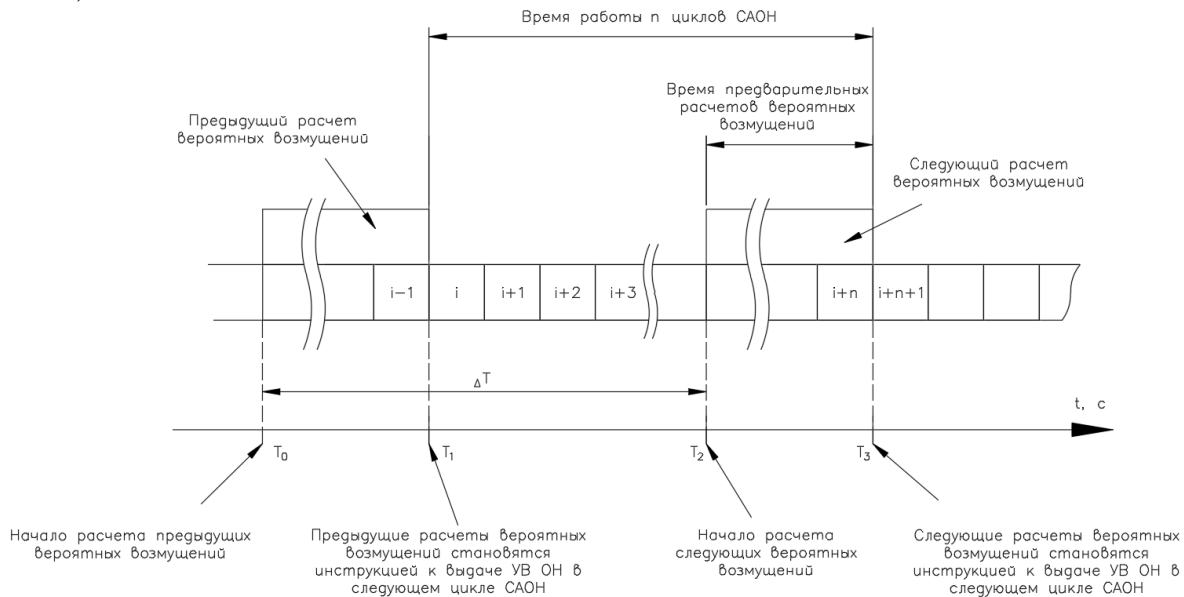 Время работы n циклов САОН
Время предварительных
расчетов вероятных
возмущений
Предыдущий расчет
вероятных возмущений
Следующий расчет
вероятных возмущений
i-1
i
i+1
i+2
i+3
i+n
i+n+1
ΔT
t, c
T0
T1
T2
T3
Начало расчета предыдущих
вероятных возмущений
Предыдущие расчеты вероятных
возмущений становятся
инструкцией к выдаче УВ ОН в
следующем цикле САОН
Начало расчета
следующих вероятных
возмущений
Следующие расчеты вероятных
возмущений становятся
инструкцией к выдаче УВ ОН в
следующем цикле САОН